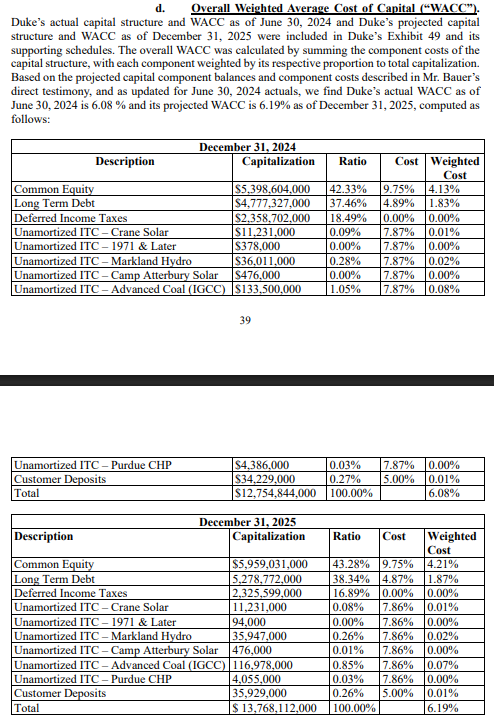 d. Overall Weighted Average Cost of Capital (“WACC”).
Duke’s actual capital structure and WACC as of June 30, 2024 and Duke’s projected capital
structure and WACC as of December 31, 2025 were included in Duke’s Exhibit 49 and its
supporting schedules. The overall WACC was calculated by summing the component costs of the
capital structure, with each component weighted by its respective proportion to total capitalization.
Based on the projected capital component balances and component costs described in Mr. Bauer’s
direct testimony, and as updated for June 30, 2024 actuals, we find Duke’s actual WACC as of
June 30, 2024 is 6.08 % and its projected WACC is 6.19% as of December 31, 2025, computed as
follows:
December 31, 2024
Description Capitalization Ratio Cost Weighted
Cost
Common Equity $5,398,604,000 42.33% 9.75% 4.13%
Long Term Debt $4,777,327,000 37.46% 4.89% 1.83%
Deferred Income Taxes $2,358,702,000 18.49% 0.00% 0.00%
Unamortized ITC – Crane Solar $11,231,000 0.09% 7.87% 0.01%
Unamortized ITC – 1971 & Later $378,000 0.00% 7.87% 0.00%
Unamortized ITC – Markland Hydro $36,011,000 0.28% 7.87% 0.02%
Unamortized ITC – Camp Atterbury Solar $476,000 0.00% 7.87% 0.00%
Unamortized ITC – Advanced Coal (IGCC) $133,500,000 1.05% 7.87% 0.08%
39
Unamortized ITC – Purdue CHP $4,386,000 0.03% 7.87% 0.00%
Customer Deposits $34,229,000 0.27% 5.00% 0.01%
Total $12,754,844,000 100.00% 6.08%
December 31, 2025
Description Capitalization Ratio Cost Weighted
Cost
Common Equity $5,959,031,000 43.28% 9.75% 4.21%
Long Term Debt 5,278,772,000 38.34% 4.87% 1.87%
Deferred Income Taxes 2,325,599,000 16.89% 0.00% 0.00%
Unamortized ITC – Crane Solar 11,231,000 0.08% 7.86% 0.01%
Unamortized ITC – 1971 & Later 94,000 0.00% 7.86% 0.00%
Unamortized ITC – Markland Hydro 35,947,000 0.26% 7.86% 0.02%
Unamortized ITC – Camp Atterbury Solar 476,000 0.01% 7.86% 0.00%
Unamortized ITC – Advanced Coal (IGCC) 116,978,000 0.85% 7.86% 0.07%
Unamortized ITC – Purdue CHP 4,055,000 0.03% 7.86% 0.00%
Customer Deposits 35,929,000 0.26% 5.00% 0.01%
Total $ 13,768,112,000 100.00% 6.19%